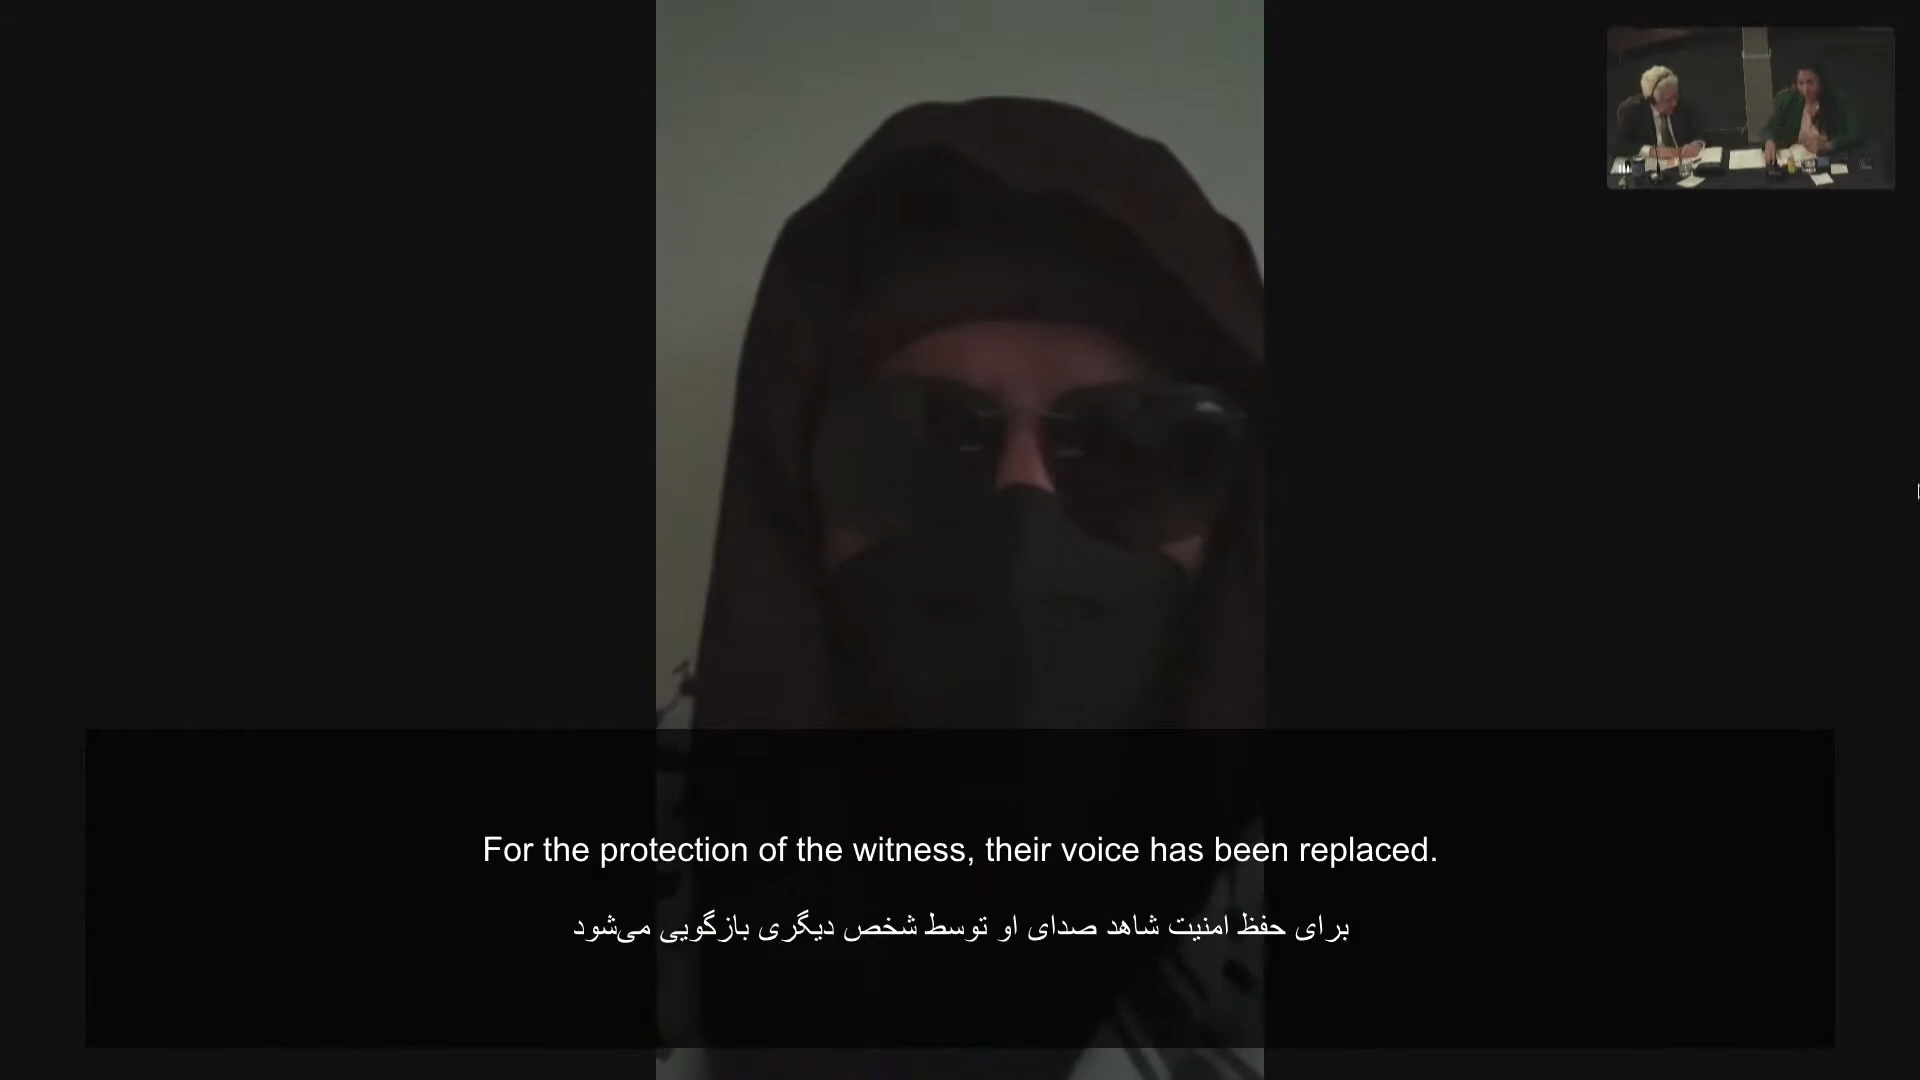 For the protection of the witness, their voice has been replaced.
برای حفظ امنیت شاهد صدای او توسط شخص دیگری بازگویی می‌شود